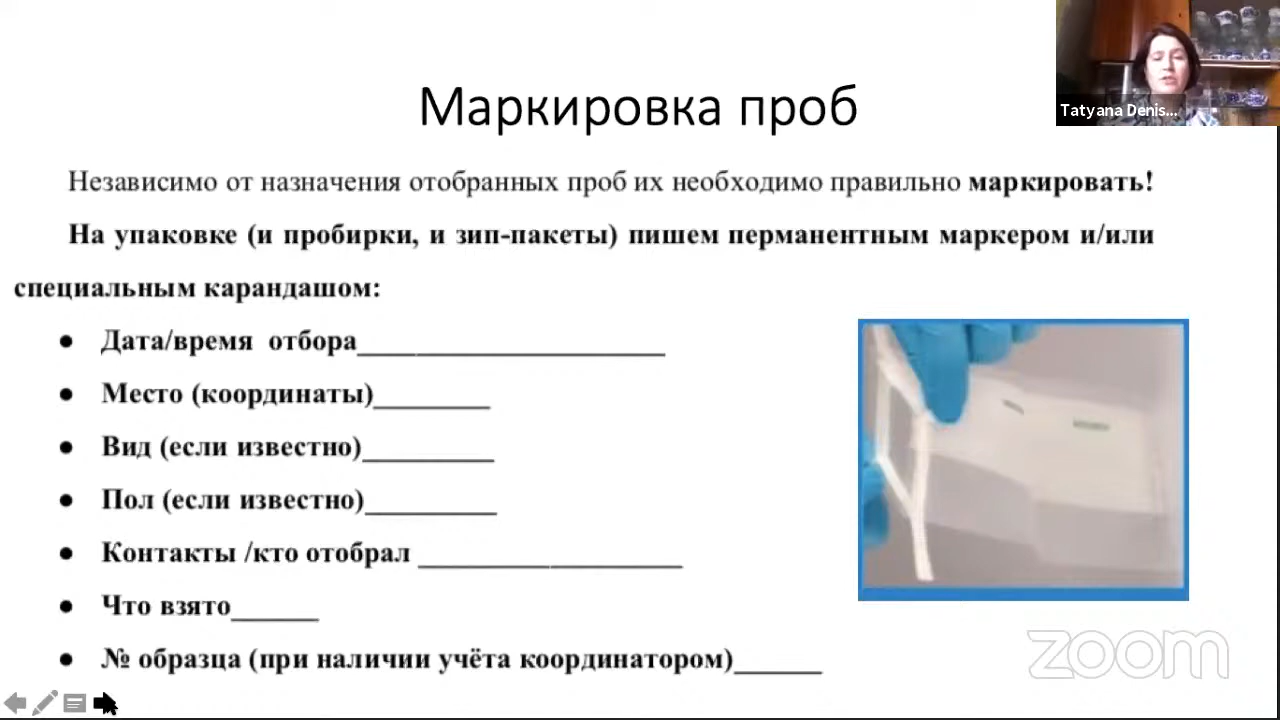 Tatyana Denis...
Маркировка проб
Независимо от назначения отобранных проб их необходимо правильно маркировать!
На упаковке (и пробирки, и зип-пакеты) пишем перманентным маркером и/или
специальным карандашом:
● Дата/время отбора_____________________
● Место (координаты)________
● Вид (если известно)_________
● Пол (если известно)_________
● Контакты /кто отобрал __________________
● Что взято______
● № образца (при наличии учёта координатором)______
zoom